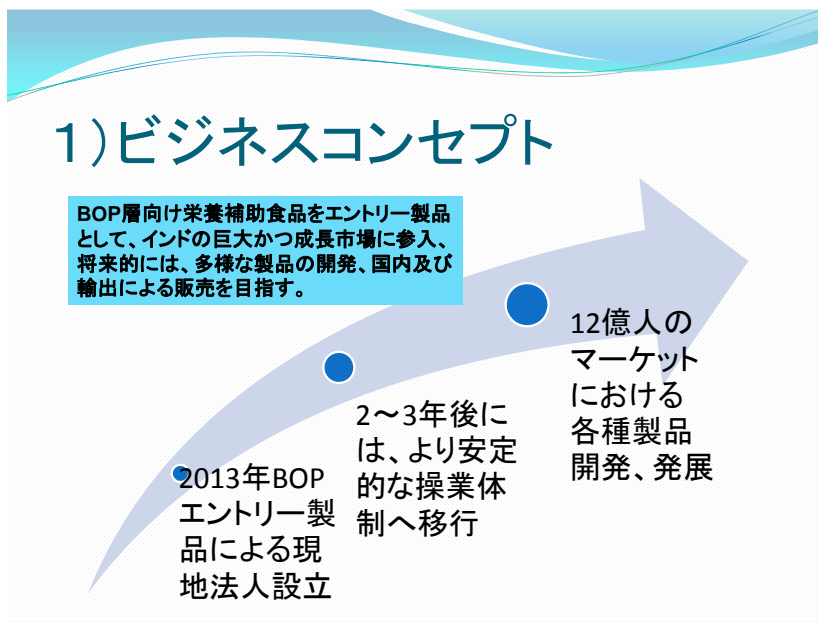 １）ビジネスコンセプト
BOP層向け栄養補助食品をエントリー製品
として、インドの巨大かつ成長市場に参入、
将来的には、多様な製品の開発、国内及び
輸出による販売を目指す。
2013年BOP
エントリー製
品による現
地法人設立
2～3年後に
は、より安定
的な操業体
制へ移行
12億人の
マーケット
における
各種製品
開発、発展